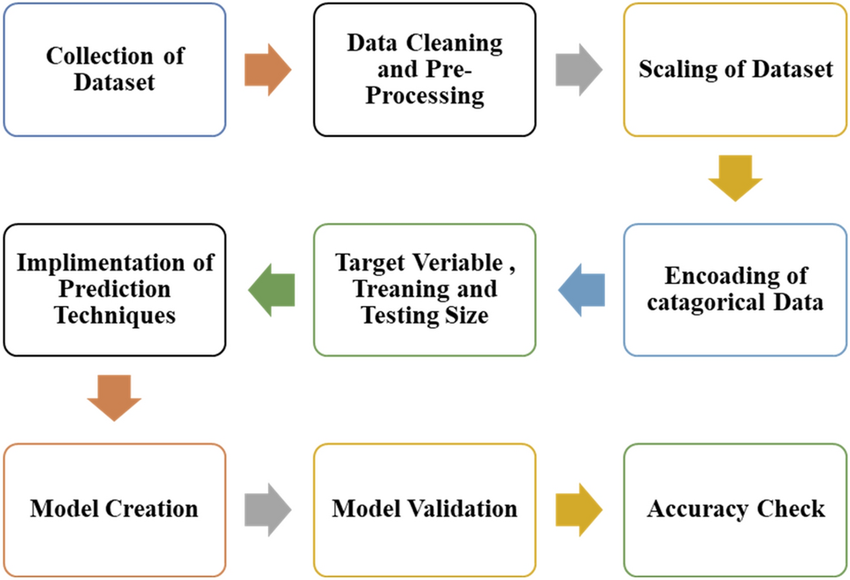 Collection of
Dataset
Data Cleaning
and Pre-
Processing
Scaling of Dataset
Implimentation of
Prediction
Techniques
Target Veriable ,
Treaning and
Testing Size
Encoading of
catagorical Data
Model Creation
Model Validation
Accuracy Check